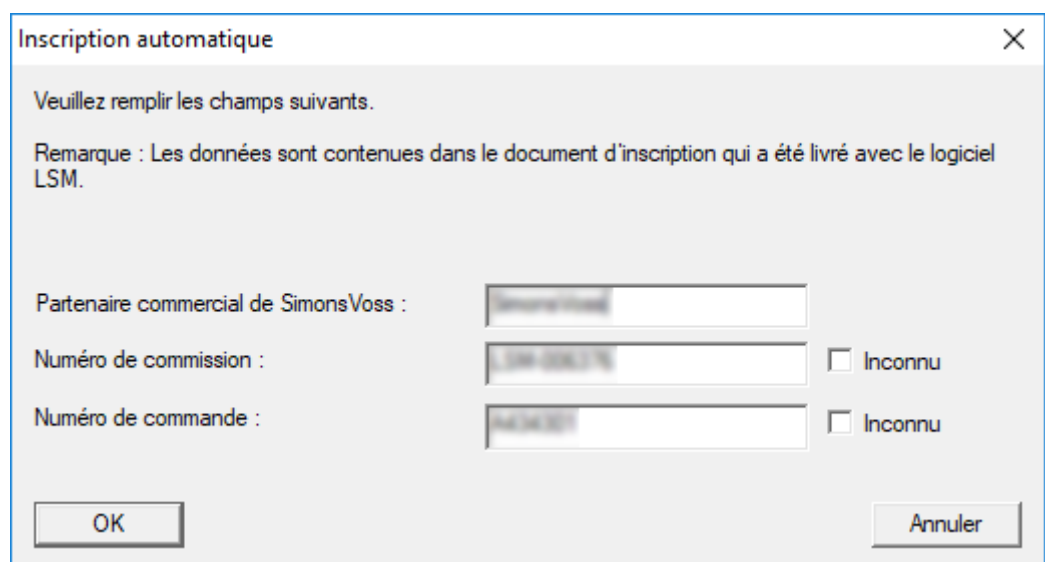 Inscription automatique
Veuillez remplir les champs suivants.
Remarque : Les données sont contenues dans le document d'inscription qui a été livré avec le logiciel
LSM.
Partenaire commercial de SimonsVoss :
Numéro de commission :
Inconnu
Numéro de commande :
Inconnu
OK
Annuler